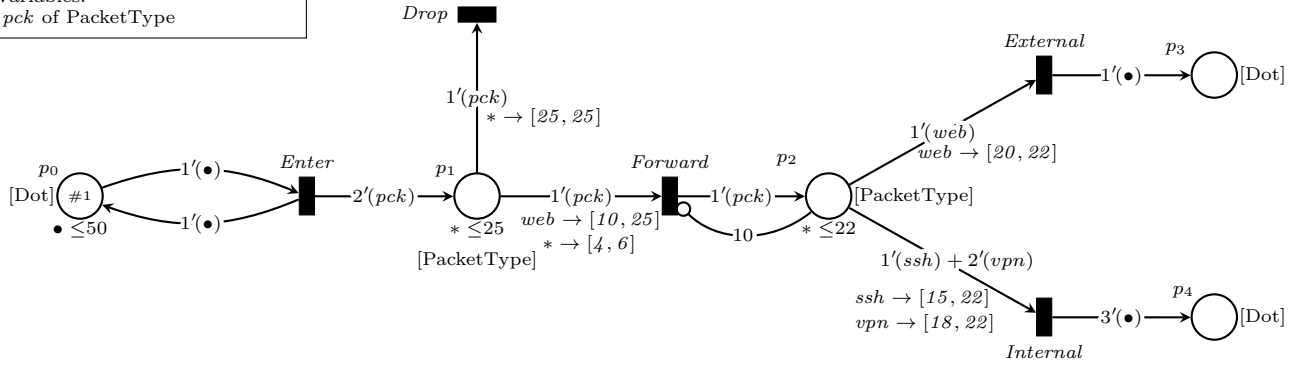 pck of PacketType
Drop
1′(pck)
∗ → [25, 25]
External
p3
1′(●)
[Dot]
1′(web)
web → [20, 22]
p0
[Dot]
#1
● ≤50
1′(●)
1′(●)
Enter
2′(pck)
p1
∗ ≤25
[PacketType]
Forward
1′(pck)
web → [10, 25]
∗ → [4, 6]
1′(pck)
10
p2
[PacketType]
∗ ≤22
1′(ssh) + 2′(vpn)
ssh → [15, 22]
vpn → [18, 22]
Internal
3′(●)
p4
[Dot]